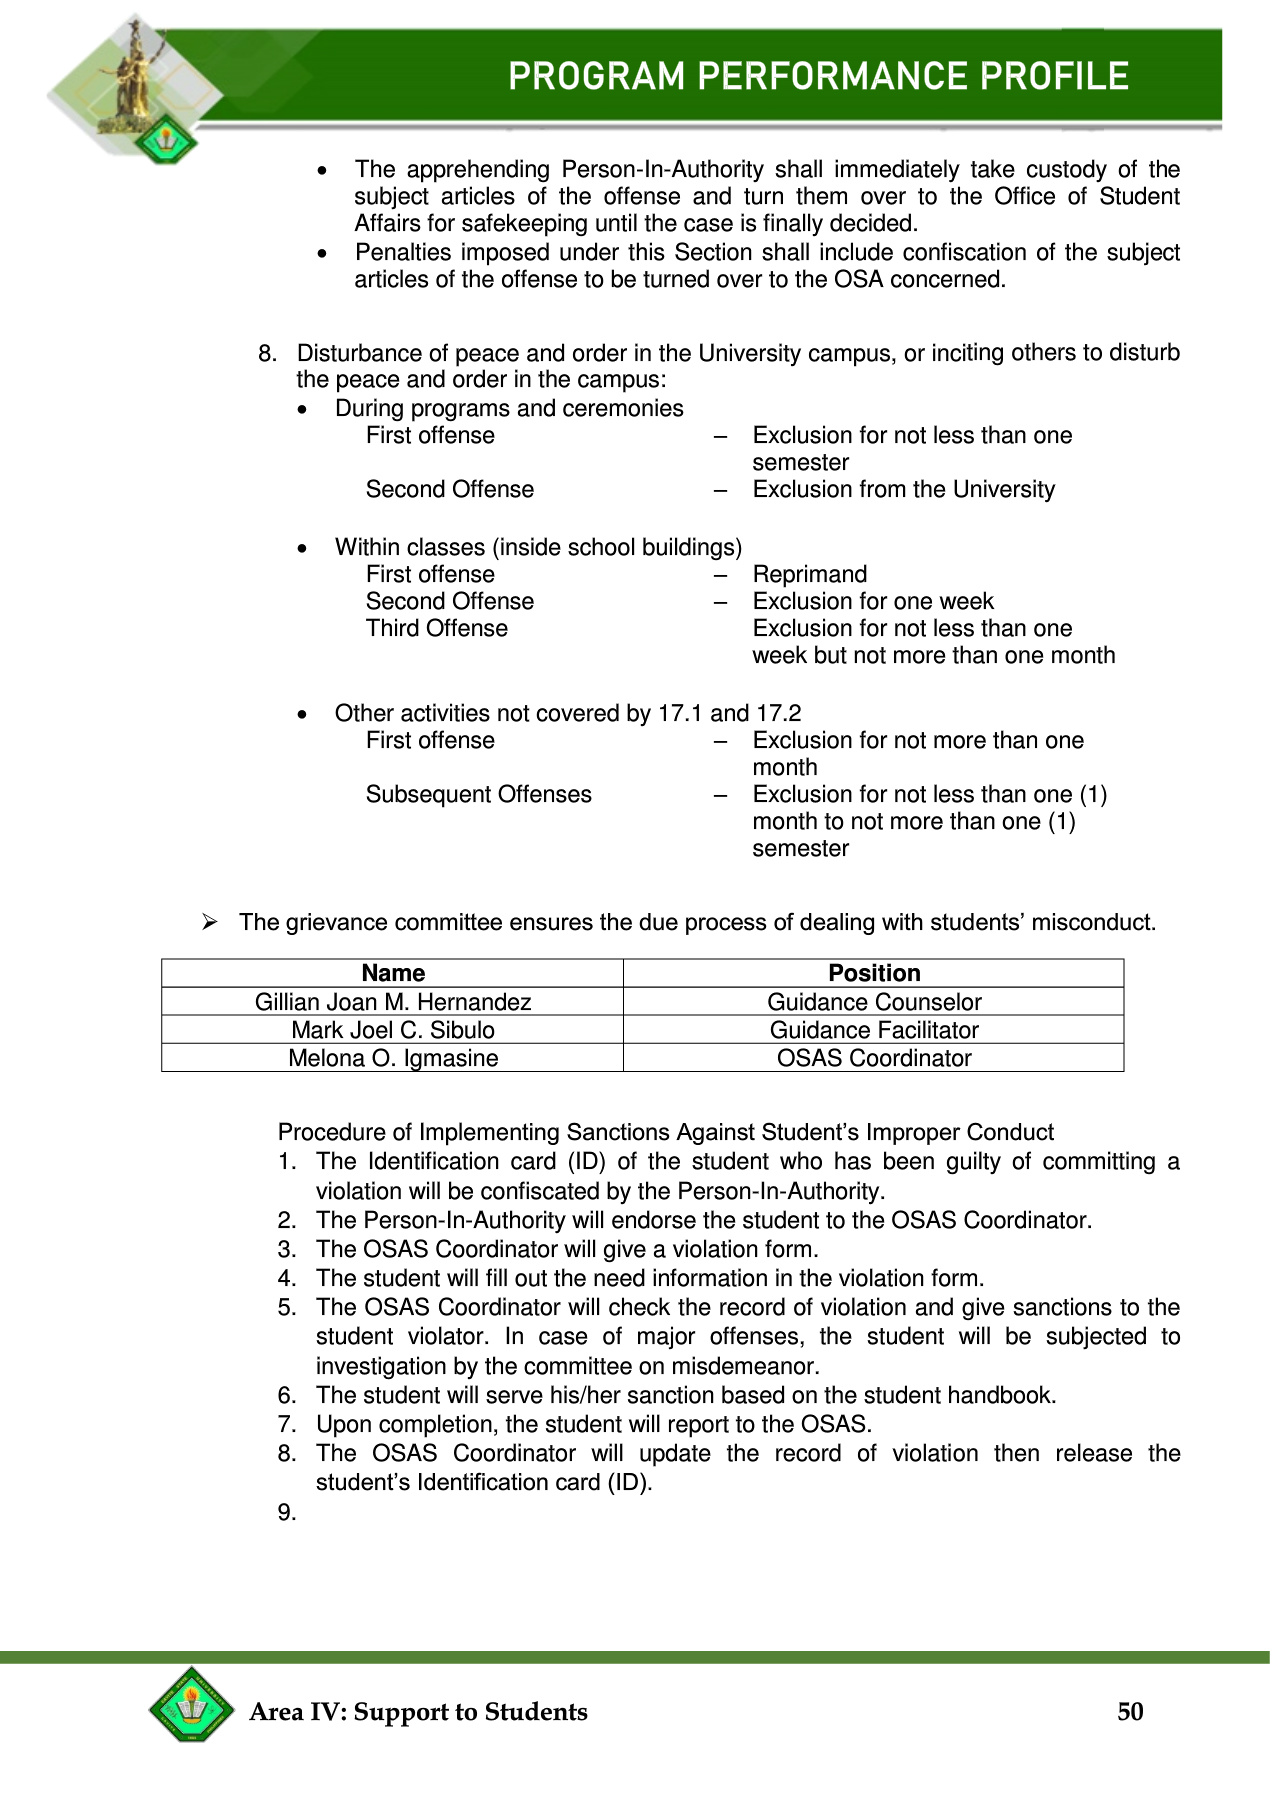 PROGRAM PERFORMANCE PROFILE
• The apprehending Person-In-Authority shall immediately take custody of the
subject articles of the offense and turn them over to the Office of Student
Affairs for safekeeping until the case is finally decided.
• Penalties imposed under this Section shall include confiscation of the subject
articles of the offense to be turned over to the OSA concerned.
8. Disturbance of peace and order in the University campus, or inciting others to disturb
the peace and order in the campus:
• During programs and ceremonies
First offense – Exclusion for not less than one
semester
Second Offense – Exclusion from the University
• Within classes (inside school buildings)
First offense – Reprimand
Second Offense – Exclusion for one week
Third Offense Exclusion for not less than one
week but not more than one month
• Other activities not covered by 17.1 and 17.2
First offense – Exclusion for not more than one
month
Subsequent Offenses – Exclusion for not less than one (1)
month to not more than one (1)
semester
➢ The grievance committee ensures the due process of dealing with students’ misconduct.
Name Position
Gillian Joan M. Hernandez Guidance Counselor
Mark Joel C. Sibulo Guidance Facilitator
Melona O. Igmasine OSAS Coordinator
Procedure of Implementing Sanctions Against Student’s Improper Conduct
1. The Identification card (ID) of the student who has been guilty of committing a
violation will be confiscated by the Person-In-Authority.
2. The Person-In-Authority will endorse the student to the OSAS Coordinator.
3. The OSAS Coordinator will give a violation form.
4. The student will fill out the need information in the violation form.
5. The OSAS Coordinator will check the record of violation and give sanctions to the
student violator. In case of major offenses, the student will be subjected to
investigation by the committee on misdemeanor.
6. The student will serve his/her sanction based on the student handbook.
7. Upon completion, the student will report to the OSAS.
8. The OSAS Coordinator will update the record of violation then release the
student’s Identification card (ID).
9.
Area IV: Support to Students 50